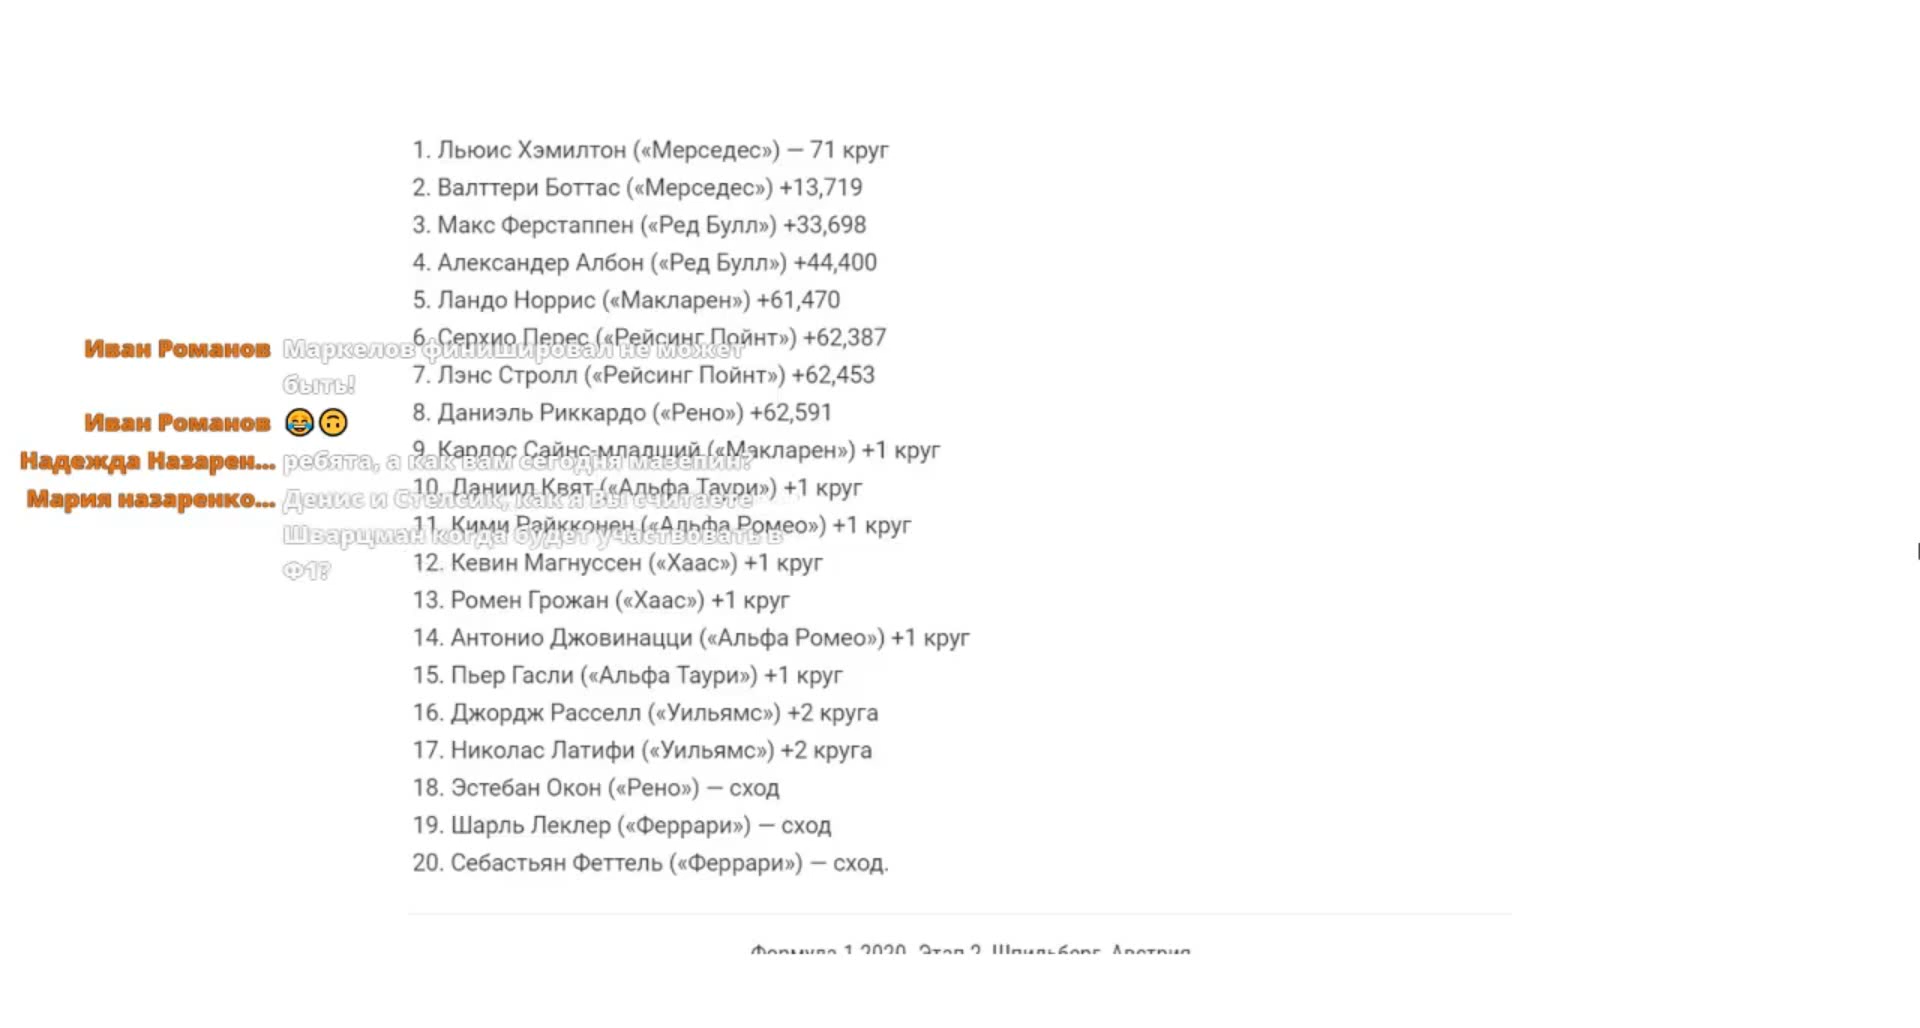 1. Льюис Хэмилтон («Мерседес») — 71 круг
2. Валттери Боттас («Мерседес») +13,719
3. Макс Ферстаппен («Ред Булл») +33,698
4. Александер Албон («Ред Булл») +44,400
5. Ландо Норрис («Макларен») +61,470
6. Серхио Перес («Рейсинг Пойнт») +62,387
7. Лэнс Стролл («Рейсинг Пойнт») +62,453
8. Даниэль Риккардо («Рено») +62,591
9. Карлос Сайнс-младший («Макларен») +1 круг
10. Даниил Квят («Альфа Таури») +1 круг
11. Кими Райкконен («Альфа Ромео») +1 круг
12. Кевин Магнуссен («Хаас») +1 круг
13. Ромен Грожан («Хаас») +1 круг
14. Антонио Джовинацци («Альфа Ромео») +1 круг
15. Пьер Гасли («Альфа Таури») +1 круг
16. Джордж Расселл («Уильямс») +2 круга
17. Николас Латифи («Уильямс») +2 круга
18. Эстебан Окон («Рено») — сход
19. Шарль Леклер («Феррари») — сход
20. Себастьян Феттель («Феррари») — сход.
Формула 1 2020. Этап 2. Шпильберг, Австрия
Иван Романов Маркелов финишировал не может
быть!
Иван Романов 😂🙃
Надежда Назарен... ребята, а как вам сегодня мазепин?
Мария назаренко... Денис и Стелсик, как я Вы считаете
Шварцман когда будет участвовать в
Ф1?